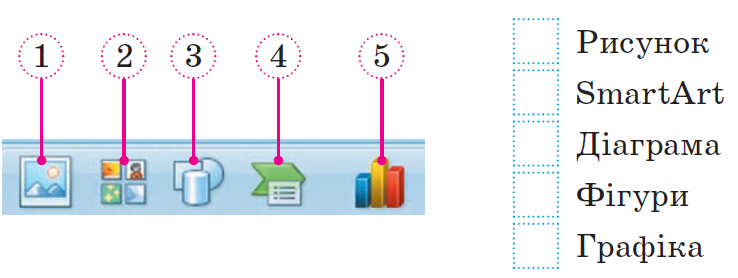 1 2 3 4 5
Рисунок
SmartArt
Діаграма
Фігури
Графіка